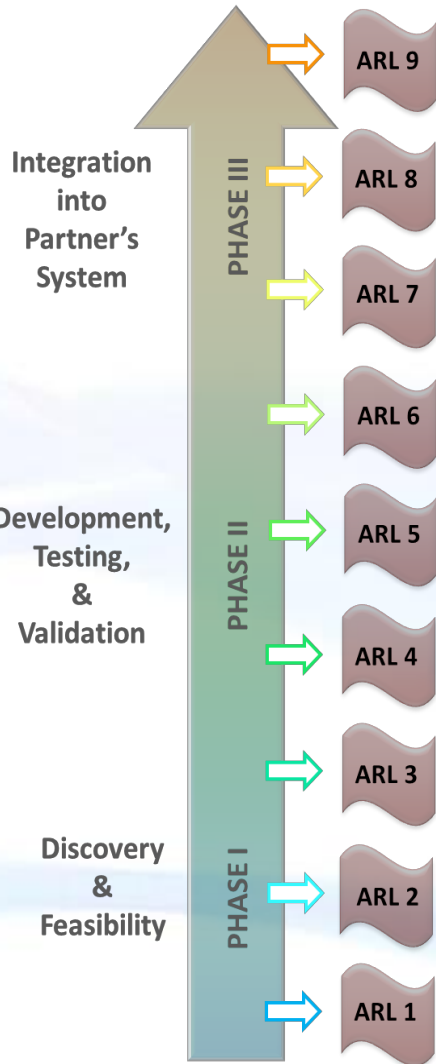 ARL 9
Integration
into
Partner's
System
PHASE III
ARL 8
ARL 7
ARL 6
Development,
Testing,
&
Validation
PHASE II
ARL 5
ARL 4
ARL 3
Discovery
&
Feasibility
PHASE I
ARL 2
ARL 1